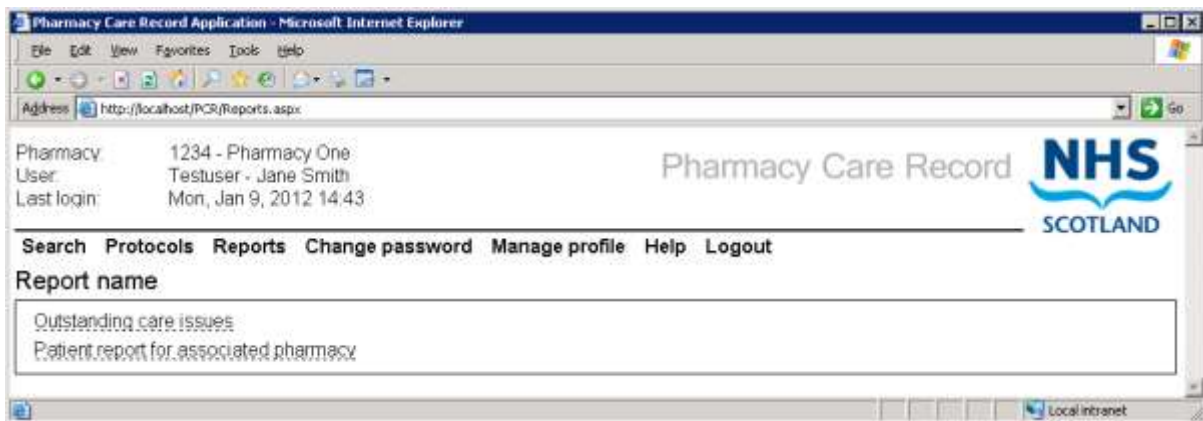 Pharmacy Care Record Application - Microsoft Internet Explorer
File Edit View Favorites Tools Help
Address http://localhost/PCR/Reports.aspx Go
Pharmacy: 1234 - Pharmacy One
User: Testuser - Jane Smith
Last login: Mon, Jan 9, 2012 14:43
Pharmacy Care Record
NHS
SCOTLAND
Search Protocols Reports Change password Manage profile Help Logout
Report name
Outstanding care issues
Patient report for associated pharmacy
Local intranet